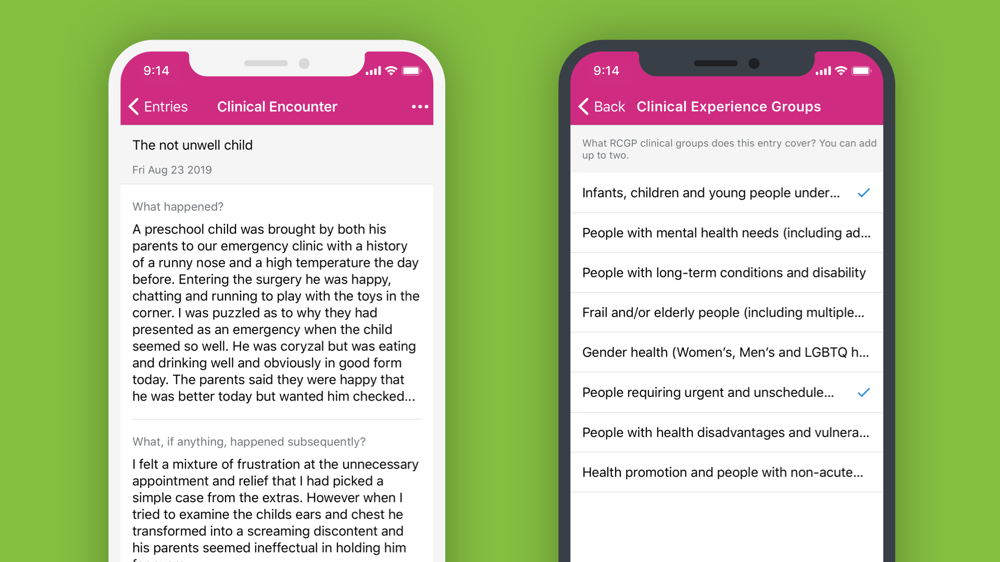 9:14
Entries
Clinical Encounter
The not unwell child
Fri Aug 23 2019
What happened?
A preschool child was brought by both his
parents to our emergency clinic with a history
of a runny nose and a high temperature the day
before. Entering the surgery he was happy,
chatting and running to play with the toys in the
corner. I was puzzled as to why they had
presented as an emergency when the child
seemed so well. He was coryzal but was eating
and drinking well and obviously in good form
today. The parents said they were happy that
he was better today but wanted him checked...
What, if anything, happened subsequently?
I felt a mixture of frustration at the unnecessary
appointment and relief that I had picked a
simple case from the extras. However when I
tried to examine the childs ears and chest he
transformed into a screaming discontent and
his parents seemed ineffectual in holding him
9:14
Back
Clinical Experience Groups
What RCGP clinical groups does this entry cover? You can add
up to two.
Infants, children and young people under...
People with mental health needs (including ad...
People with long-term conditions and disability
Frail and/or elderly people (including multiple...
Gender health (Women’s, Men’s and LGBTQ h...
People requiring urgent and unschedule...
People with health disadvantages and vulnera...
Health promotion and people with non-acute...